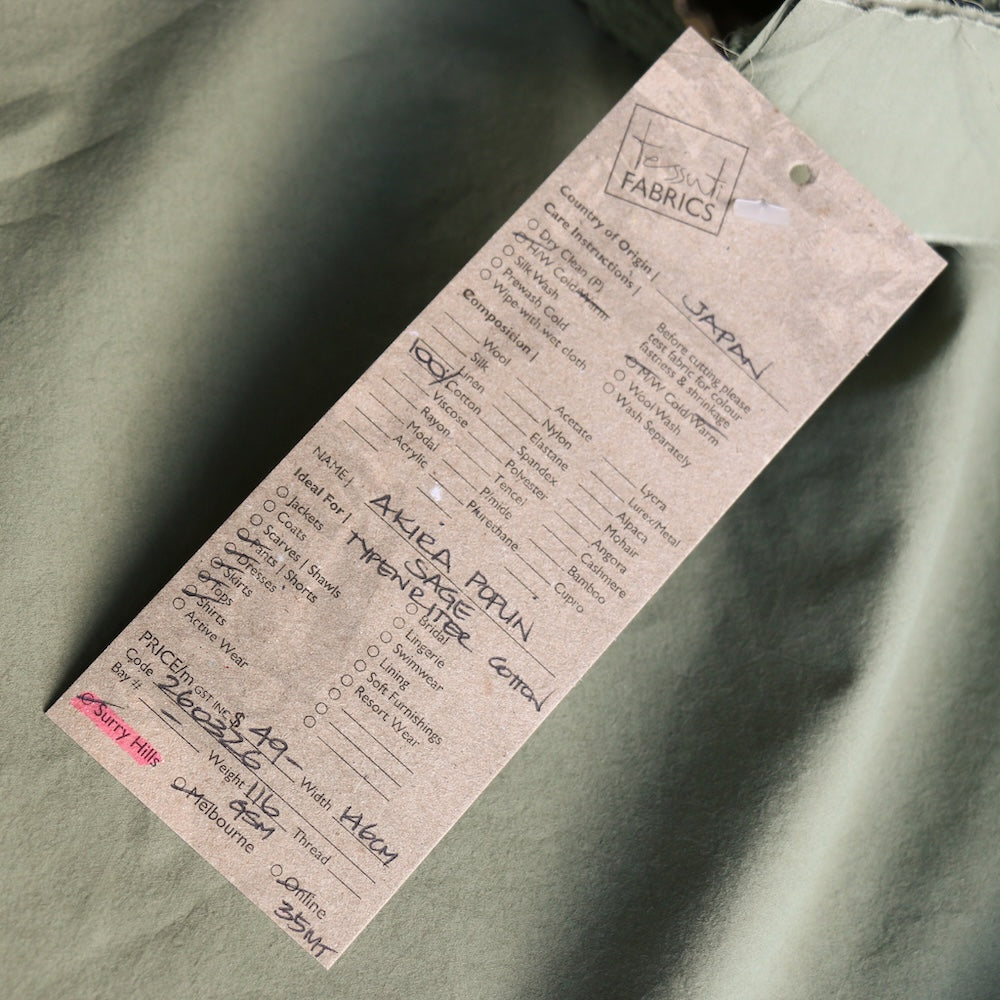 tessuti
FABRICS
Country of Origin | JAPAN
Care Instructions |
Dry Clean (P)
H/W Cold/Warm
Silk Wash
Prewash Cold
Wipe with wet cloth
Before cutting please
test fabric for colour
fastness & shrinkage
M/W Cold/Warm
Wool Wash
Wash Separately
Composition |
Wool
Silk
Linen
100% Cotton
Viscose
Rayon
Modal
Acrylic
Acetate
Nylon
Elastane
Spandex
Polyester
Tencel
Pimide
Plurethane
Lycra
Lurex/Metal
Alpaca
Mohair
Angora
Cashmere
Bamboo
Cupro
NAME | AKIRA POPLIN
SAGE
TYPEWRITER COTTON
Ideal For |
Jackets
Coats
Scarves | Shawls
Pants | Shorts
Dresses
Skirts
Tops
Shirts
Active Wear
Bridal
Lingerie
Swimwear
Lining
Soft Furnishings
Resort Wear
PRICE/m GST INC $ 49- Width 146CM
Code 260326 Weight 116 GSM Thread
Bay # -
Surry Hills
Melbourne
Online
35MT